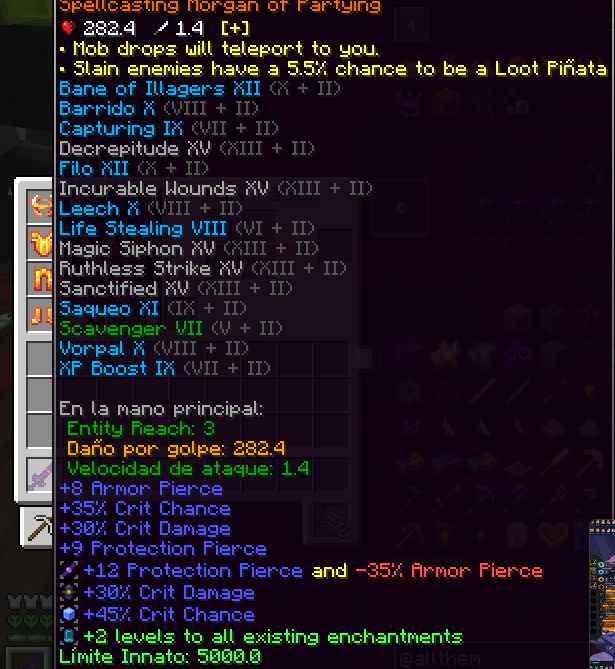 Spellcasting Morgan of Partying
282.4 1.4 [+]
• Mob drops will teleport to you.
• Slain enemies have a 5.5% chance to be a Loot Piñata
Bane of Illagers XII (X + II)
Barrido X (VIII + II)
Capturing IX (VII + II)
Decrepitude XV (XIII + II)
Filo XII (X + II)
Incurable Wounds XV (XIII + II)
Leech X (VIII + II)
Life Stealing VIII (VI + II)
Magic Siphon XV (XIII + II)
Ruthless Strike XV (XIII + II)
Sanctified XV (XIII + II)
Saqueo XI (IX + II)
Scavenger VII (V + II)
Vorpal X (VIII + II)
XP Boost IX (VII + II)
En la mano principal:
Entity Reach: 3
Daño por golpe: 282.4
Velocidad de ataque: 1.4
+8 Armor Pierce
+35% Crit Chance
+30% Crit Damage
+9 Protection Pierce
+12 Protection Pierce and -35% Armor Pierce
+30% Crit Damage
+45% Crit Chance
+2 levels to all existing enchantments
Límite Innato: 5000.0
@allthem